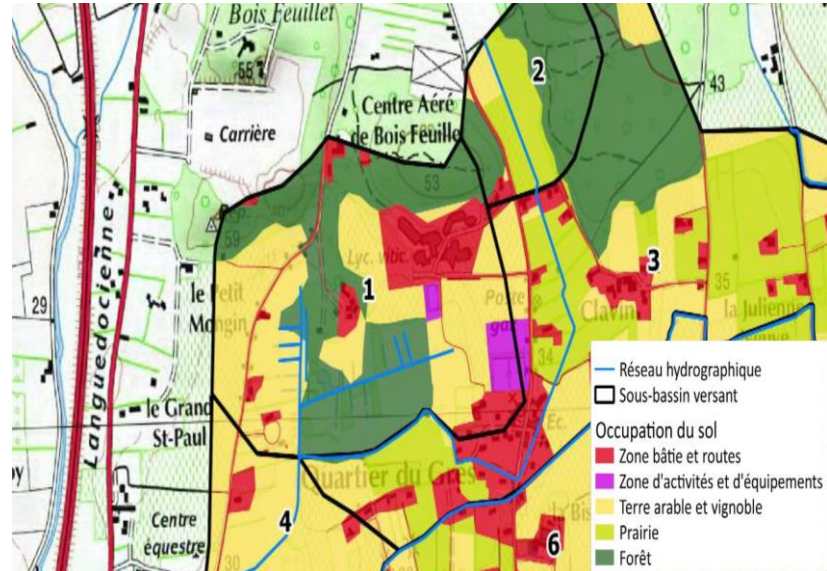 Bois Feuillet
55
Carrière
Centre Aéré
de Bois Feuille
2
43
53
Languedocienne
59
Lyc. vitic.
1
3
29
le Petit
Mongin
Poste
gaz
Clavin
35
la Julienne
34
le Grand
St-Paul
Ec.
Quartier du Grès
Centre
équestre
4
30
6
Réseau hydrographique
Sous-bassin versant
Occupation du sol
Zone bâtie et routes
Zone d'activités et d'équipements
Terre arable et vignoble
Prairie
Forêt